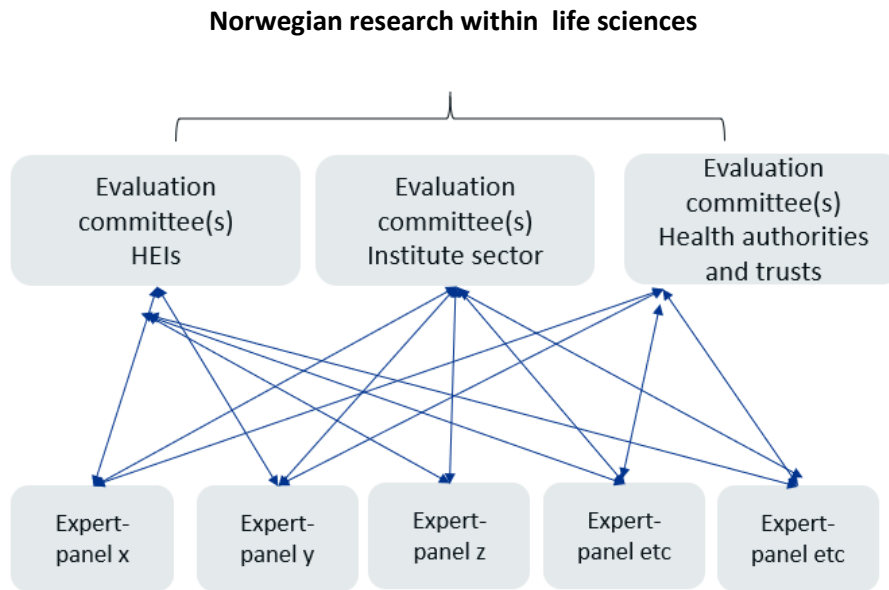 Norwegian research within  life sciences
Evaluation
committee(s)
HEIs
Evaluation
committee(s)
Institute sector
Evaluation
committee(s)
Health authorities
and trusts
Expert-
panel x
Expert-
panel y
Expert-
panel z
Expert-
panel etc
Expert-
panel etc